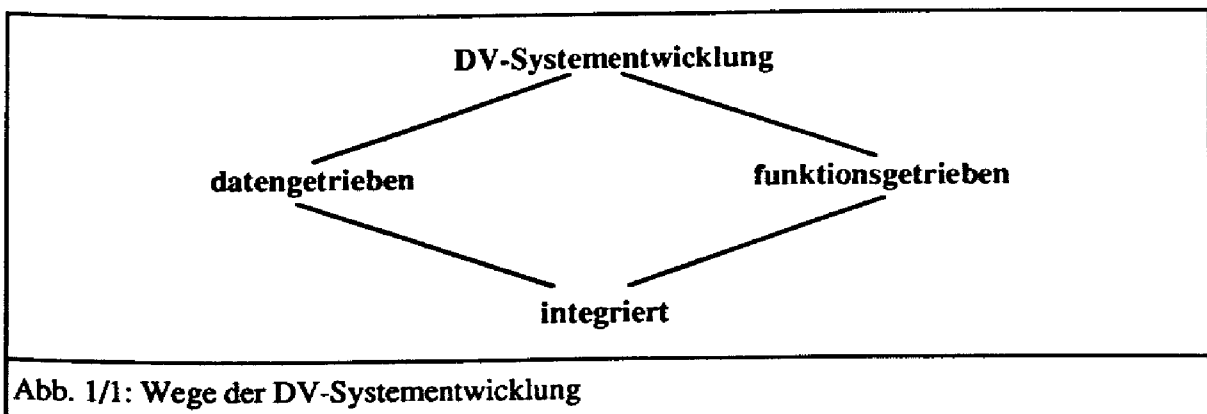 DV-Systementwicklung
datengetrieben
funktionsgetrieben
integriert
Abb. 1/1: Wege der DV-Systementwicklung